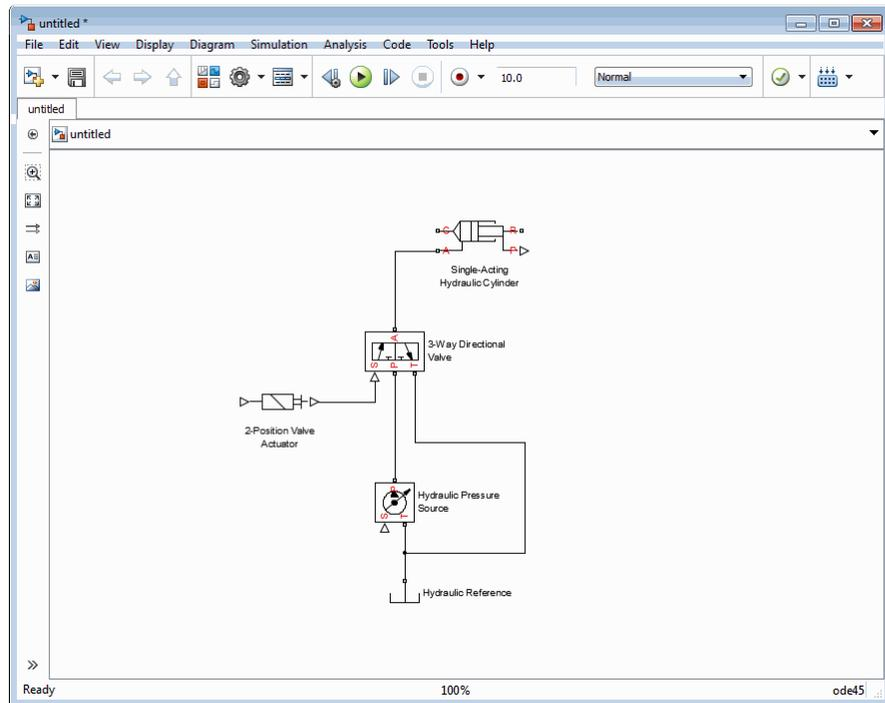 untitled *
File Edit View Display Diagram Simulation Analysis Code Tools Help
10.0 Normal
untitled
untitled
C R
A P
Single-Acting
Hydraulic Cylinder
A
3-Way Directional
Valve
S P T
2-Position Valve
Actuator
P
Hydraulic Pressure
Source
S T
Hydraulic Reference
Ready 100% ode45